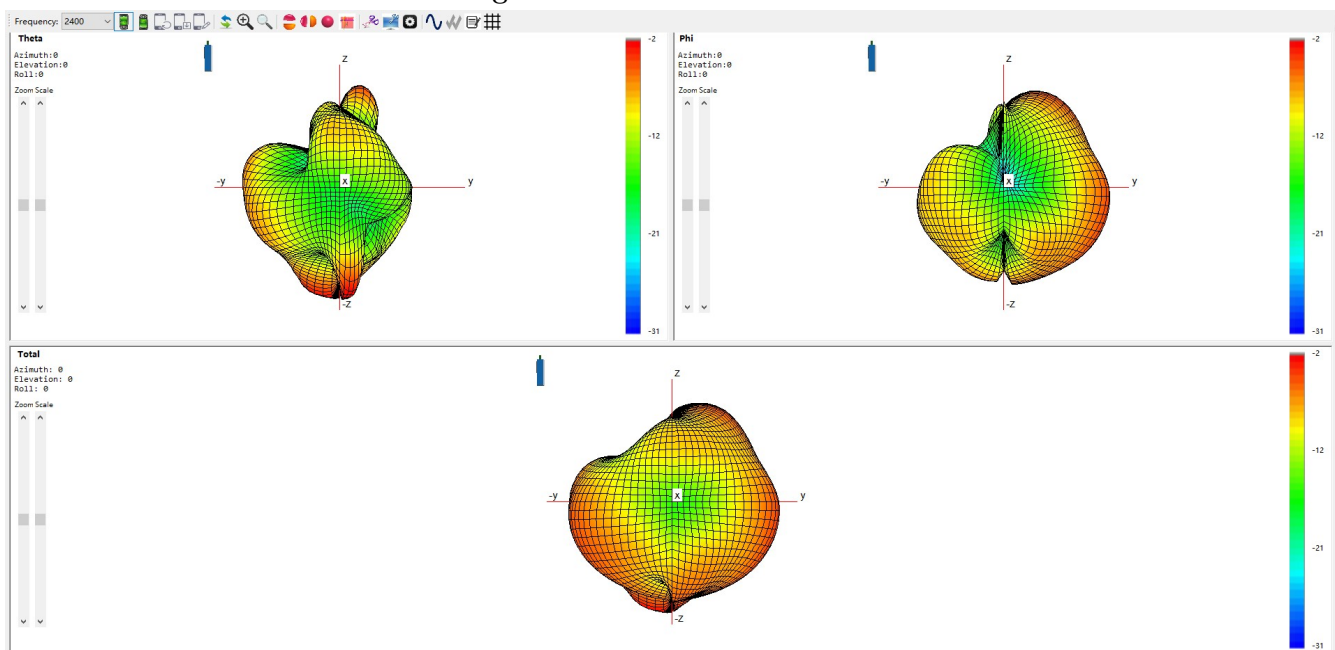 Frequency: 2400
Theta
Azimuth:0
Elevation:0
Roll:0
Zoom Scale
z
-y
x
y
-z
-2
-12
-21
-31
Phi
Azimuth:0
Elevation:0
Roll:0
Zoom Scale
z
-y
x
y
-z
-2
-12
-21
-31
Total
Azimuth: 0
Elevation: 0
Roll: 0
Zoom Scale
z
-y
x
y
-z
-2
-12
-21
-31